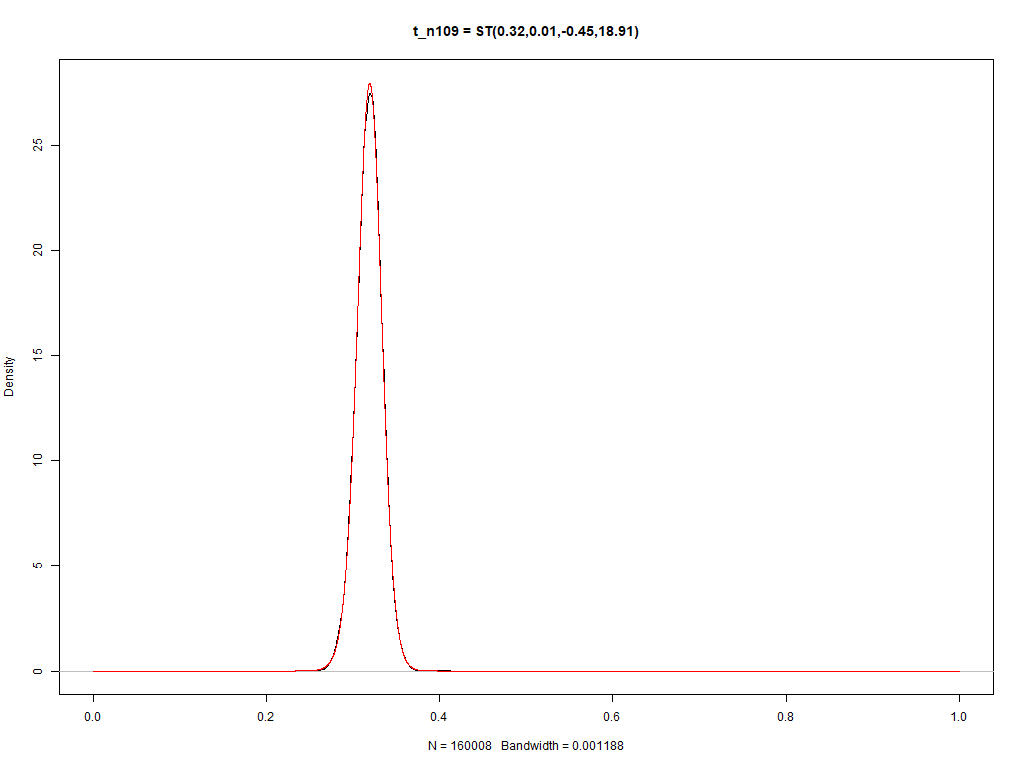 t_n109 = ST(0.32,0.01,-0.45,18.91)
Density
25
20
15
10
5
0
0.0 0.2 0.4 0.6 0.8 1.0
N = 160008 Bandwidth = 0.001188